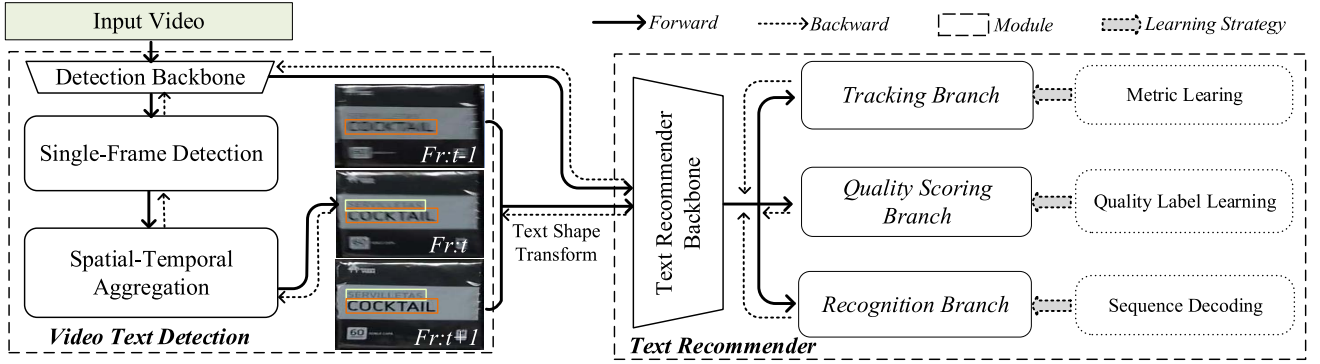 Input Video
Forward
Backward
Module
Learning Strategy
Detection Backbone
Single-Frame Detection
Spatial-Temporal
Aggregation
Video Text Detection
COCKTAIL
Fr:t-1
SERVILLETAS
COCKTAIL
Fr:t
SERVILLETAS
COCKTAIL
60
Fr:t+1
Text Shape
Transform
Text Recommender
Backbone
Tracking Branch
Metric Learing
Quality Scoring
Branch
Quality Label Learning
Recognition Branch
Sequence Decoding
Text Recommender